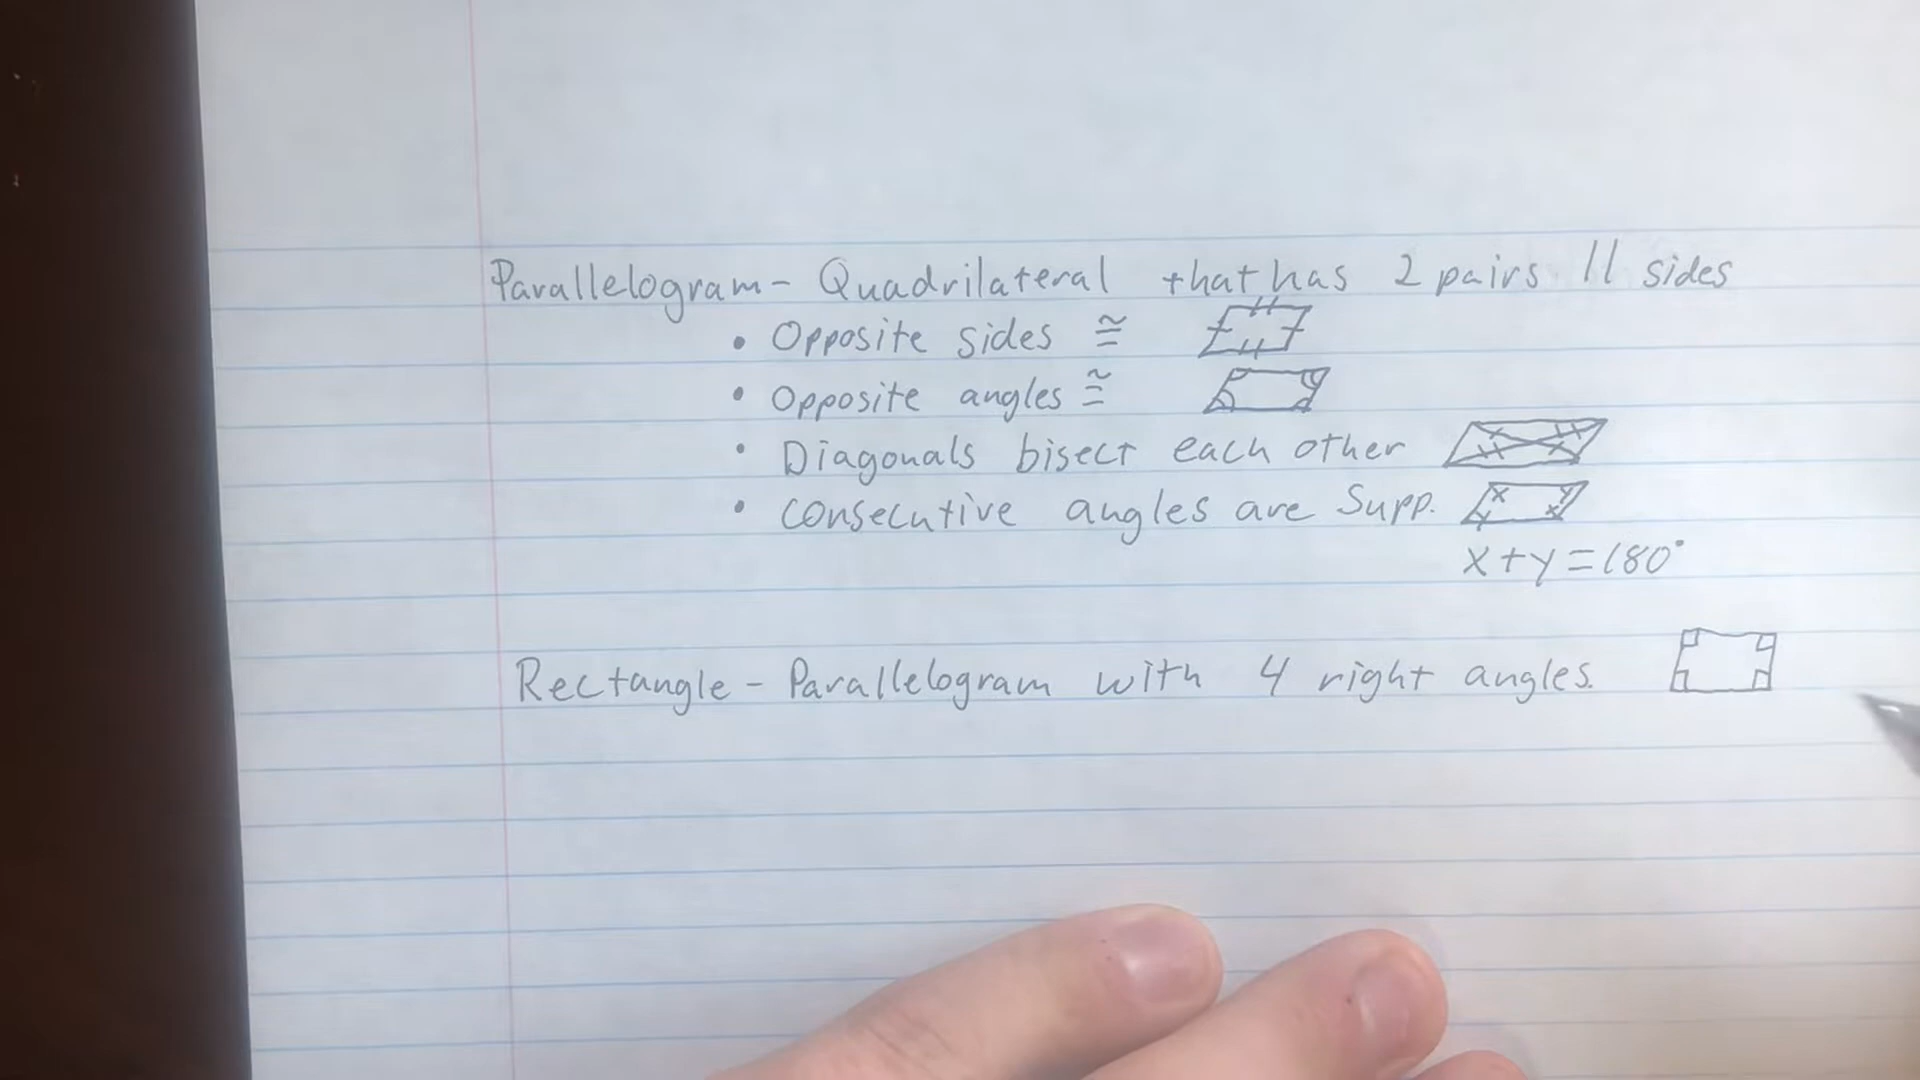 Parallelogram - Quadrilateral that has 2 pairs || sides
• Opposite sides ≅
• Opposite angles ≅
• Diagonals bisect each other
• Consecutive angles are Supp. x y y x
x + y = 180°
Rectangle - Parallelogram with 4 right angles.